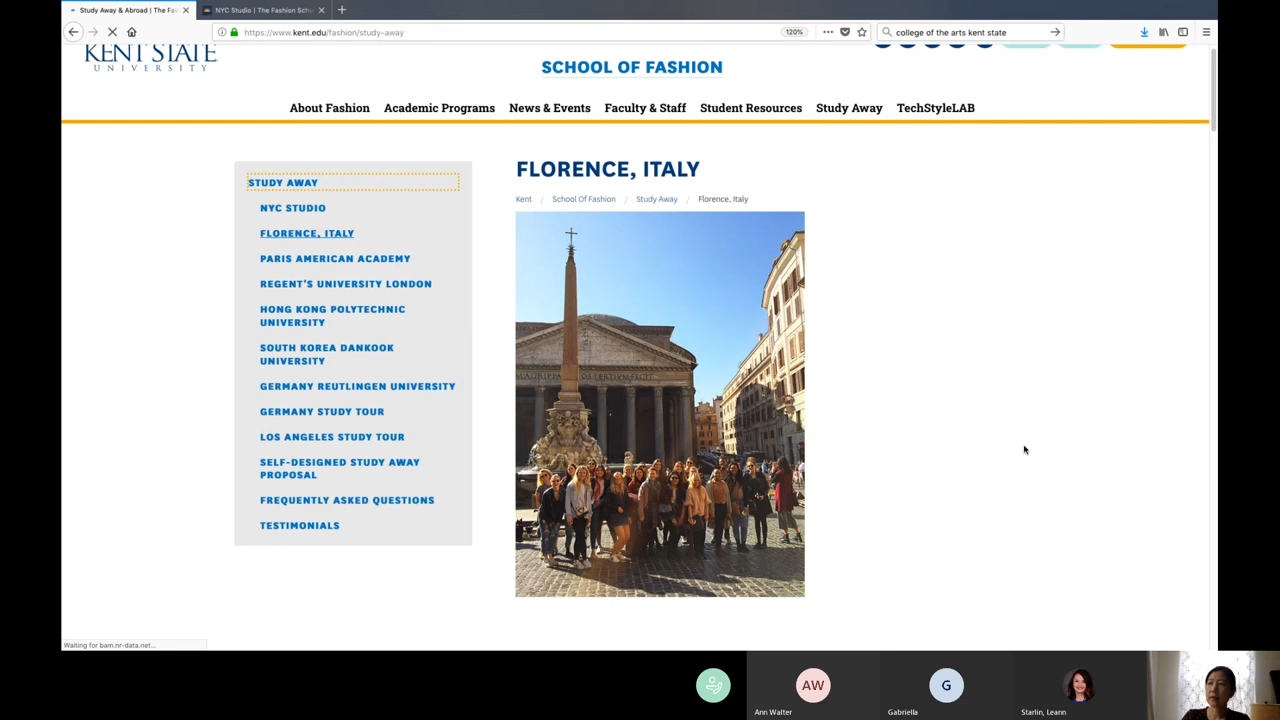 Study Away & Abroad | The Fas
NYC Studio | The Fashion Scho
https://www.kent.edu/fashion/study-away
120%
college of the arts kent state
KENT STATE
UNIVERSITY
SCHOOL OF FASHION
About Fashion Academic Programs News & Events Faculty & Staff Student Resources Study Away TechStyleLAB
STUDY AWAY
NYC STUDIO
FLORENCE, ITALY
PARIS AMERICAN ACADEMY
REGENT'S UNIVERSITY LONDON
HONG KONG POLYTECHNIC
UNIVERSITY
SOUTH KOREA DANKOOK
UNIVERSITY
GERMANY REUTLINGEN UNIVERSITY
GERMANY STUDY TOUR
LOS ANGELES STUDY TOUR
SELF-DESIGNED STUDY AWAY
PROPOSAL
FREQUENTLY ASKED QUESTIONS
TESTIMONIALS
FLORENCE, ITALY
Kent / School Of Fashion / Study Away / Florence, Italy
Waiting for bam.nr-data.net...
AW
G
Ann Walter
Gabriella
Starlin, Leann